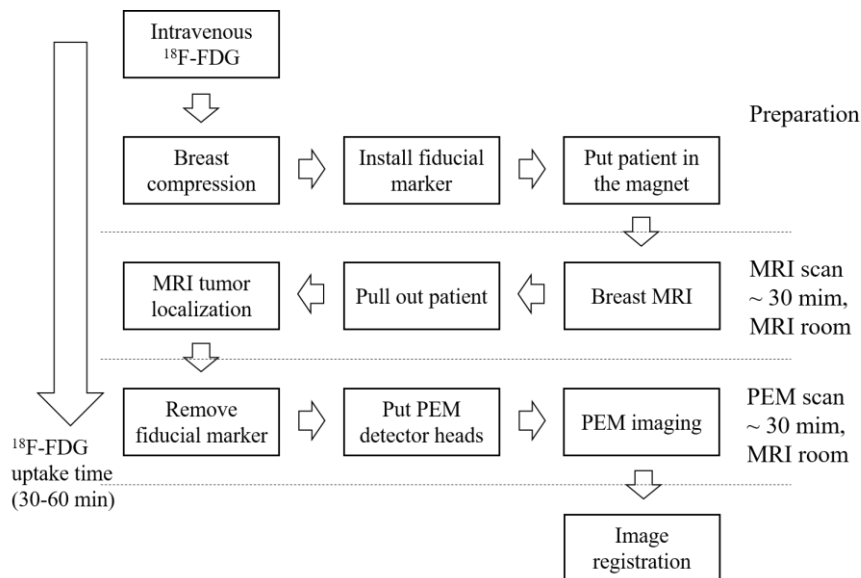 Intravenous
¹⁸F-FDG
Preparation
Breast
compression
Install fiducial
marker
Put patient in
the magnet
MRI tumor
localization
Pull out patient
Breast MRI
MRI scan
~ 30 mim,
MRI room
Remove
fiducial marker
Put PEM
detector heads
PEM imaging
PEM scan
~ 30 mim,
MRI room
¹⁸F-FDG
uptake time
(30-60 min)
Image
registration